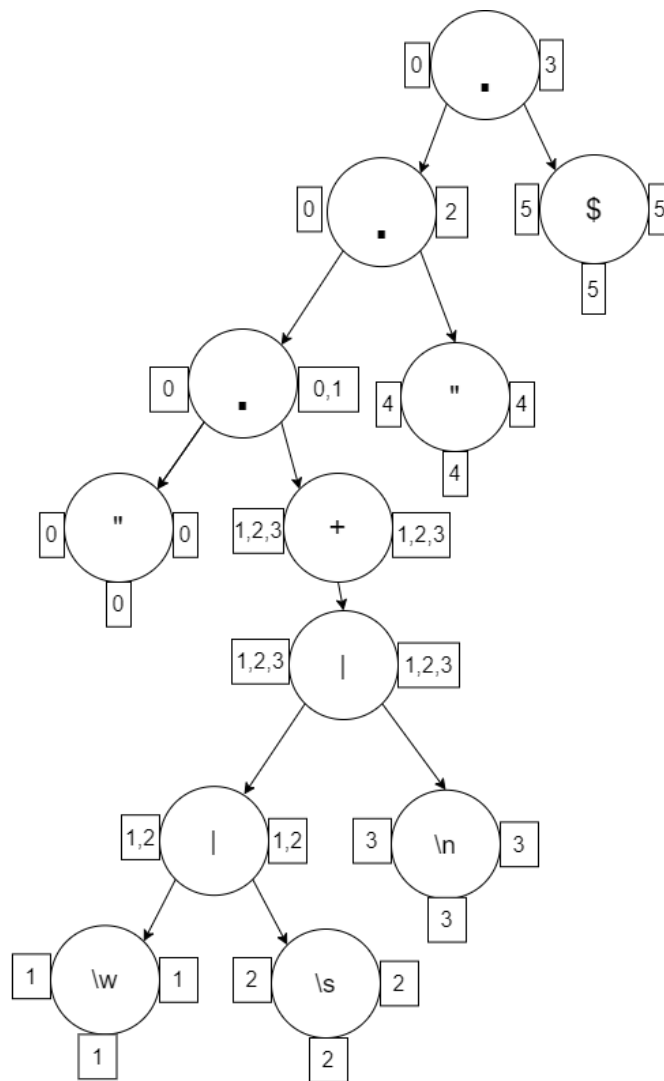 0 . 3
0 . 2
5 $ 5
5
0 . 0,1
4 " 4
4
0 " 0
0
1,2,3 + 1,2,3
1,2,3 | 1,2,3
1,2 | 1,2
3 \n 3
3
1 \w 1
1
2 \s 2
2